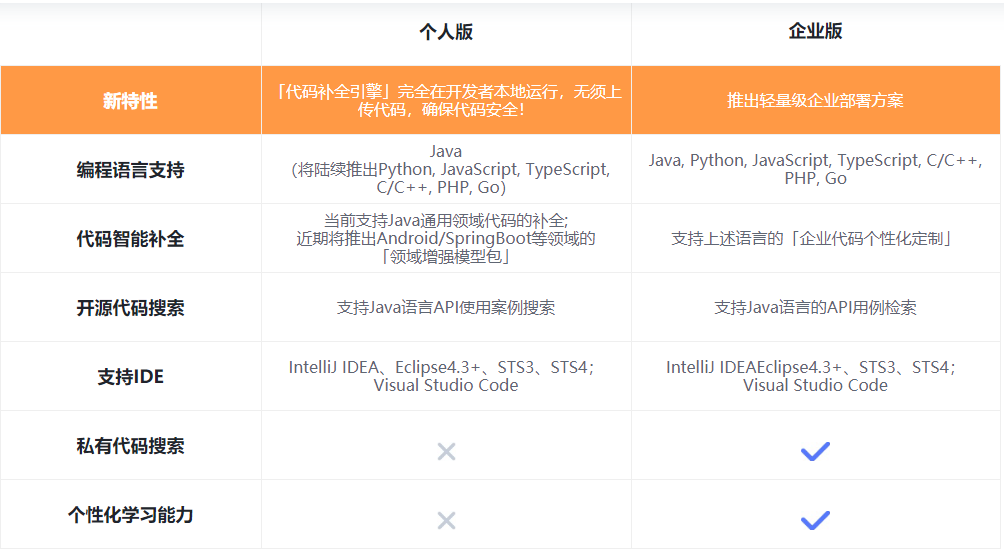 个人版
企业版
新特性
「代码补全引擎」完全在开发者本地运行，无须上
传代码，确保代码安全！
推出轻量级企业部署方案
编程语言支持
Java
（将陆续推出Python, JavaScript, TypeScript,
C/C++, PHP, Go）
Java, Python, JavaScript, TypeScript, C/C++,
PHP, Go
代码智能补全
当前支持Java通用领域代码的补全;
近期将推出Android/SpringBoot等领域的
「领域增强模型包」
支持上述语言的「企业代码个性化定制」
开源代码搜索
支持Java语言API使用案例搜索
支持Java语言的API用例检索
支持IDE
IntelliJ IDEA、Eclipse4.3+、STS3、STS4；
Visual Studio Code
IntelliJ IDEAEclipse4.3+、STS3、STS4；
Visual Studio Code
私有代码搜索
个性化学习能力